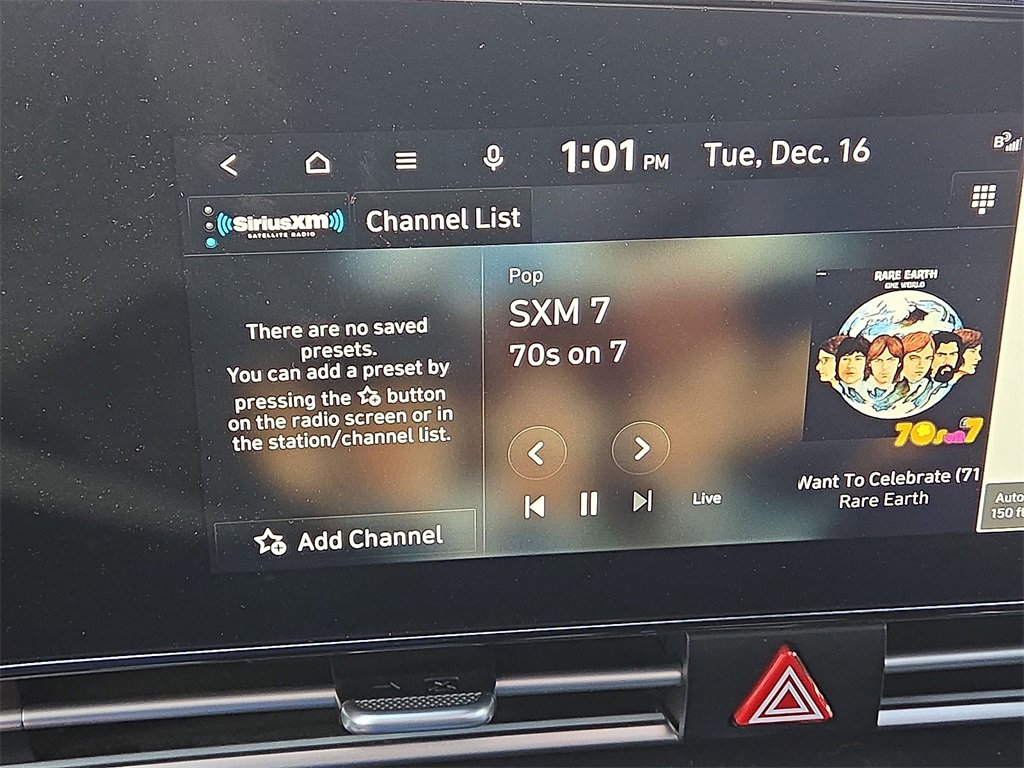 1:01 PM Tue, Dec. 16
SiriusXM
SATELLITE RADIO
Channel List
There are no saved
presets.
You can add a preset by
pressing the button
on the radio screen or in
the station/channel list.
Add Channel
Pop
SXM 7
70s on 7
Live
RARE EARTH
ONE WORLD
70s on 7
Want To Celebrate (71
Rare Earth
Auto
150 ft